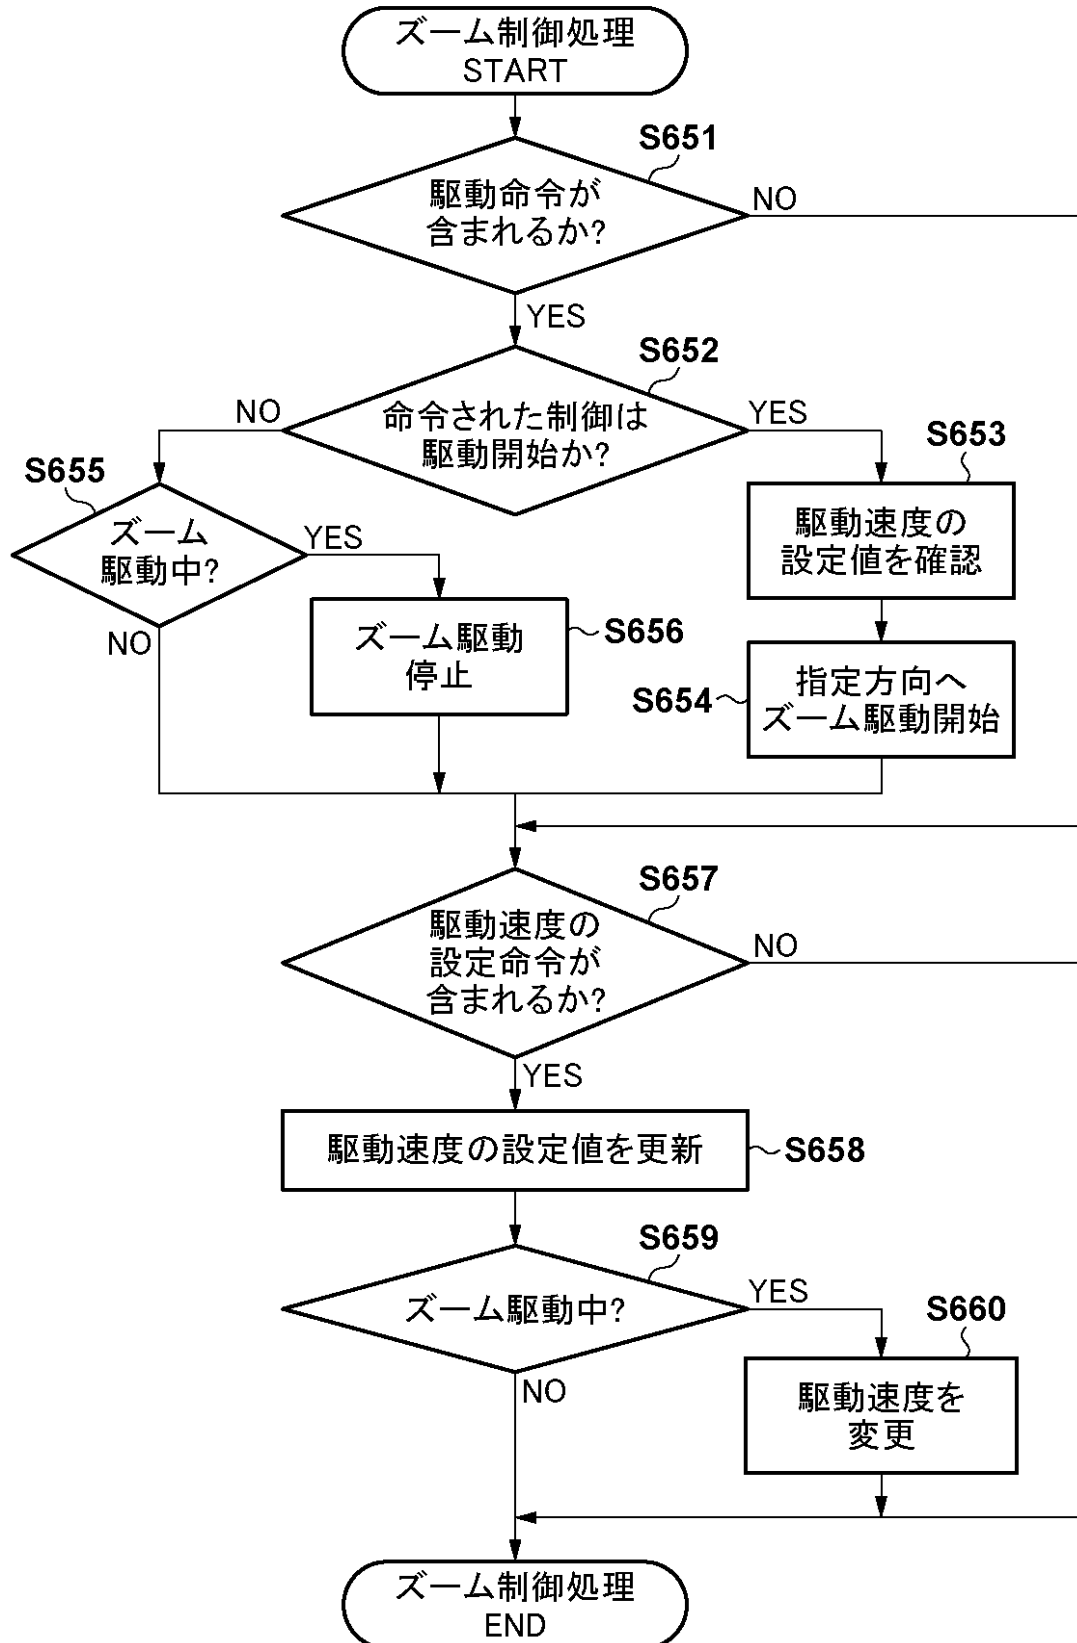 ズーム制御処理
START
S651
駆動命令が
含まれるか?
NO
YES
S652
命令された制御は
駆動開始か?
NO
YES
S653
駆動速度の
設定値を確認
S655
ズーム
駆動中?
YES
NO
ズーム駆動
停止
S656
S654
指定方向へ
ズーム駆動開始
S657
駆動速度の
設定命令が
含まれるか?
NO
YES
駆動速度の設定値を更新
S658
S659
ズーム駆動中?
YES
NO
S660
駆動速度を
変更
ズーム制御処理
END